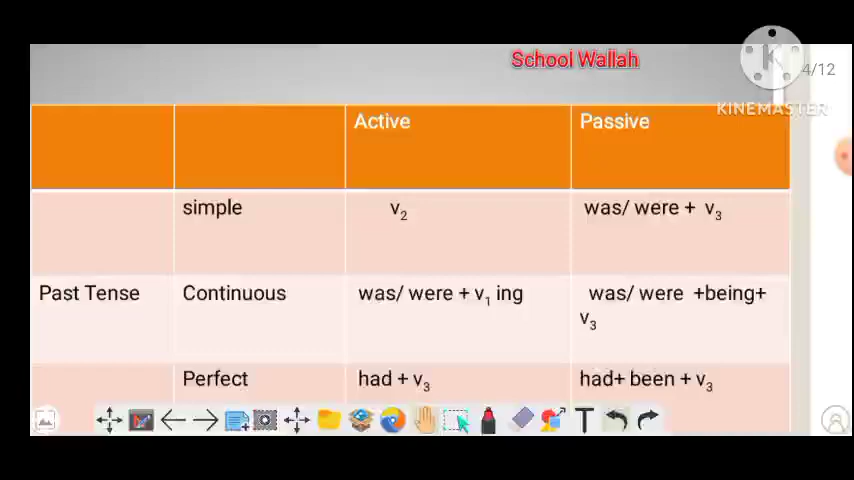 School Wallah
4/12
K
KINEMASTER
Active Passive
simple v₂ was/ were + v₃
Past Tense Continuous was/ were + v₁ ing was/ were +being+
v₃
Perfect had + v₃ had+ been + v₃
T